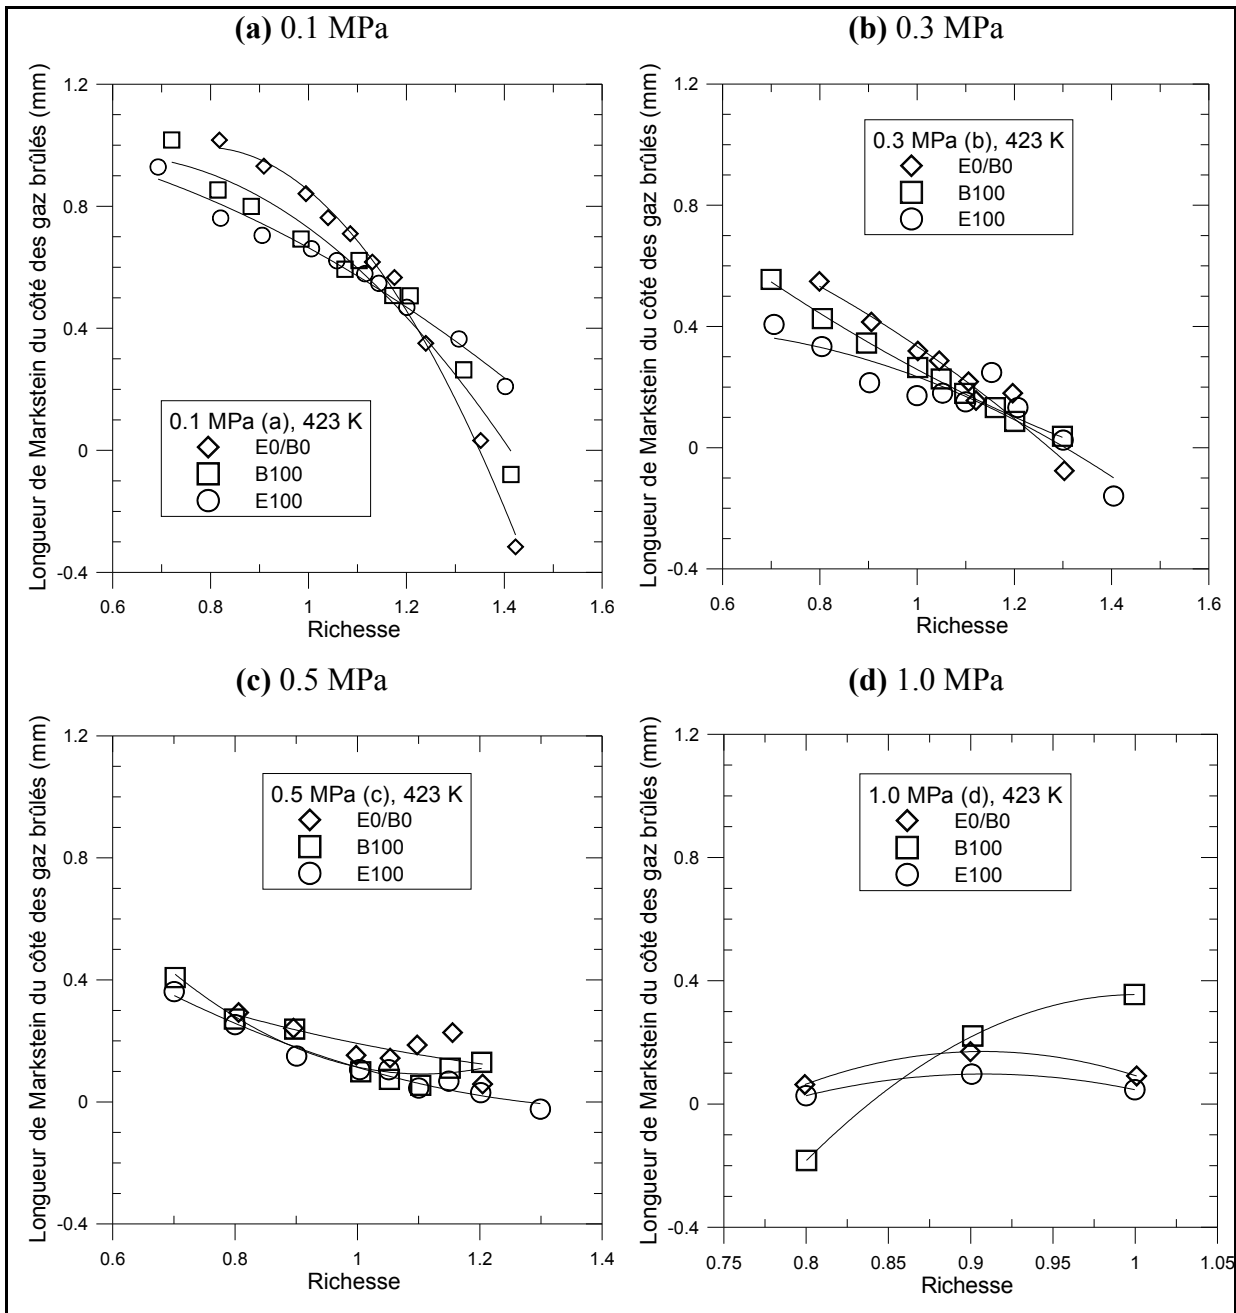 (a) 0.1 MPa
Longueur de Markstein du côté des gaz brûlés (mm)
1.2
0.8
0.4
0
-0.4
0.1 MPa (a), 423 K
E0/B0
B100
E100
0.6 0.8 1 1.2 1.4 1.6
Richesse
(b) 0.3 MPa
Longueur de Markstein du côté des gaz brûlés (mm)
1.2
0.8
0.4
0
-0.4
0.3 MPa (b), 423 K
E0/B0
B100
E100
0.6 0.8 1 1.2 1.4 1.6
Richesse
(c) 0.5 MPa
Longueur de Markstein du côté des gaz brûlés (mm)
1.2
0.8
0.4
0
-0.4
0.5 MPa (c), 423 K
E0/B0
B100
E100
0.6 0.8 1 1.2 1.4
Richesse
(d) 1.0 MPa
Longueur de Markstein du côté des gaz brûlés (mm)
1.2
0.8
0.4
0
-0.4
1.0 MPa (d), 423 K
E0/B0
B100
E100
0.75 0.8 0.85 0.9 0.95 1 1.05
Richesse